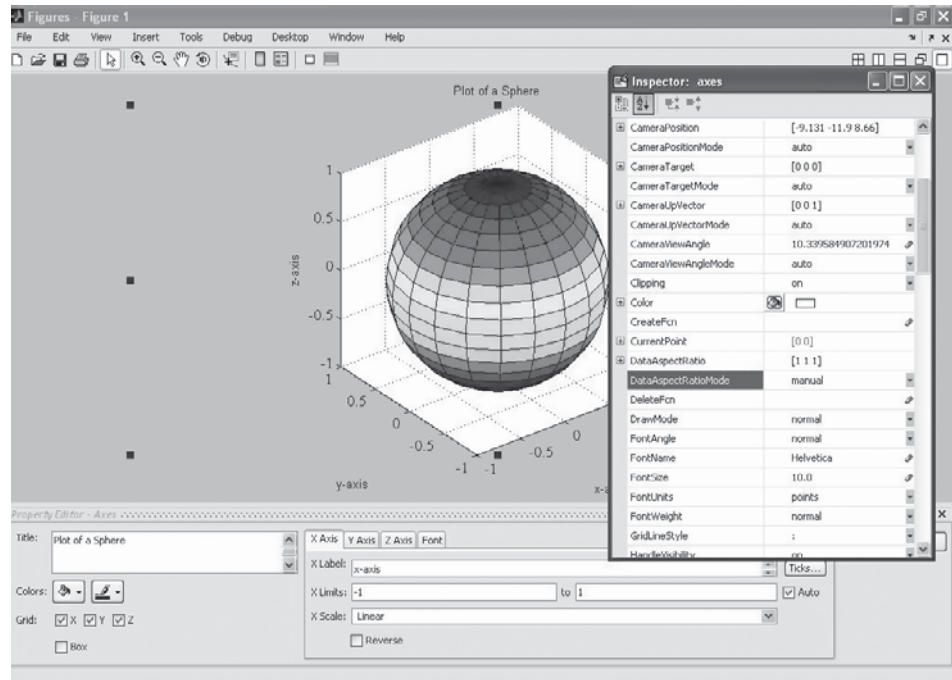 Figures - Figure 1
File Edit View Insert Tools Debug Desktop Window Help
Plot of a Sphere
1
0.5
0
-0.5
-1
z-axis
1
0.5
0
-0.5
-1
-1
-0.5
0
y-axis
x-a
Inspector: axes
CameraPosition [-9.131 -11.9 8.66]
CameraPositionMode auto
CameraTarget [0 0 0]
CameraTargetMode auto
CameraUpVector [0 0 1]
CameraUpVectorMode auto
CameraViewAngle 10.339584907201974
CameraViewAngleMode auto
Clipping on
Color
CreateFcn
CurrentPoint [0 0]
DataAspectRatio [1 1 1]
DataAspectRatioMode manual
DeleteFcn
DrawMode normal
FontAngle normal
FontName Helvetica
FontSize 10.0
FontUnits points
FontWeight normal
GridLineStyle :
HandleVisibility on
Property Editor - Axes
Title: Plot of a Sphere
Colors:
Grid: X Y Z
Box
X Axis Y Axis Z Axis Font
X Label: x-axis
Ticks...
X Limits: -1 to 1 Auto
X Scale: Linear
Reverse